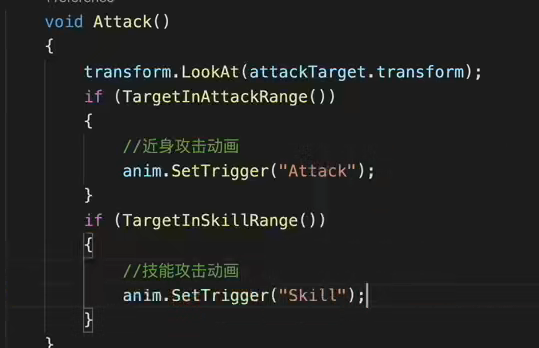 void Attack()
{
transform.LookAt(attackTarget.transform);
if (TargetInAttackRange())
{
//近身攻击动画
anim.SetTrigger("Attack");
}
if (TargetInSkillRange())
{
//技能攻击动画
anim.SetTrigger("Skill");
}
}